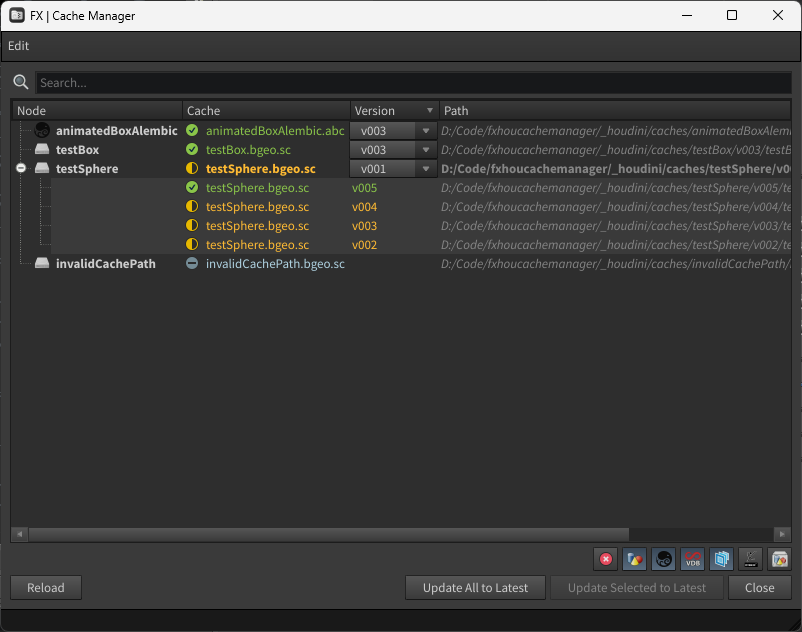 FX | Cache Manager
Edit
Search...
Node Cache Version Path
animatedBoxAlembic animatedBoxAlembic.abc v003 D:/Code/fxhoucachemanager/_houdini/caches/animatedBoxAlem
testBox testBox.bgeo.sc v003 D:/Code/fxhoucachemanager/_houdini/caches/testBox/v003/testB
testSphere testSphere.bgeo.sc v001 D:/Code/fxhoucachemanager/_houdini/caches/testSphere/v0
testSphere.bgeo.sc v005 D:/Code/fxhoucachemanager/_houdini/caches/testSphere/v005/te
testSphere.bgeo.sc v004 D:/Code/fxhoucachemanager/_houdini/caches/testSphere/v004/te
testSphere.bgeo.sc v003 D:/Code/fxhoucachemanager/_houdini/caches/testSphere/v003/te
testSphere.bgeo.sc v002 D:/Code/fxhoucachemanager/_houdini/caches/testSphere/v002/te
invalidCachePath invalidCachePath.bgeo.sc D:/Code/fxhoucachemanager/_houdini/caches/invalidCachePath/
VDB
Reload Update All to Latest Update Selected to Latest Close